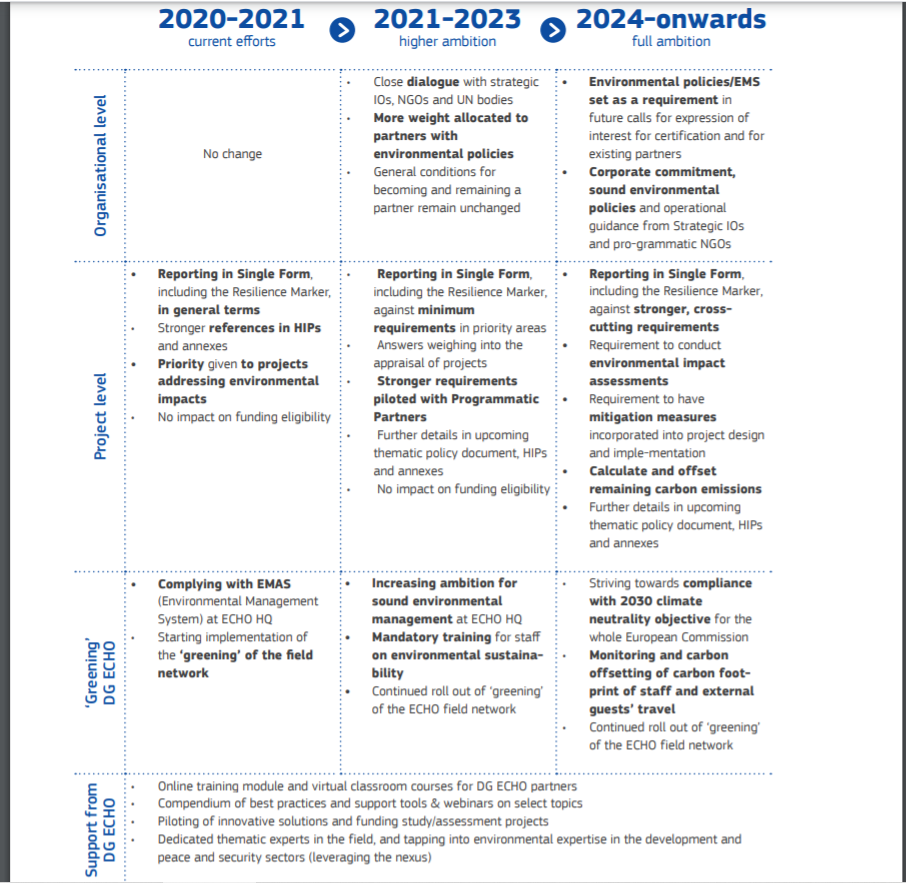 2020-2021
current efforts
2021-2023
higher ambition
2024-onwards
full ambition
Organisational level
No change
· Close dialogue with strategic
IOs, NGOs and UN bodies
· More weight allocated to
partners with
environmental policies
· General conditions for
becoming and remaining a
partner remain unchanged
• Environmental policies/EMS
set as a requirement in
future calls for expression of
interest for certification and for
existing partners
• Corporate commitment,
sound environmental
policies and operational
guidance from Strategic IOs
and pro-grammatic NGOs
Project level
• Reporting in Single Form,
including the Resilience Marker,
in general terms
· Stronger references in HIPs
and annexes
• Priority given to projects
addressing environmental
impacts
· No impact on funding eligibility
· Reporting in Single Form,
including the Resilience Marker,
against minimum
requirements in priority areas
· Answers weighing into the
appraisal of projects
· Stronger requirements
piloted with Programmatic
Partners
· Further details in upcoming
thematic policy document, HIPs
and annexes
· No impact on funding eligibility
• Reporting in Single Form,
including the Resilience Marker,
against stronger, cross-
cutting requirements
• Requirement to conduct
environmental impact
assessments
• Requirement to have
mitigation measures
incorporated into project design
and imple-mentation
• Calculate and offset
remaining carbon emissions
• Further details in upcoming
thematic policy document, HIPs
and annexes
'Greening'
DG ECHO
• Complying with EMAS
(Environmental Management
System) at ECHO HQ
· Starting implementation of
the 'greening' of the field
network
• Increasing ambition for
sound environmental
management at ECHO HQ
• Mandatory training for staff
on environmental sustaina-
bility
• Continued roll out of 'greening'
of the ECHO field network
· Striving towards compliance
with 2030 climate
neutrality objective for the
whole European Commission
· Monitoring and carbon
offsetting of carbon foot-
print of staff and external
guests' travel
· Continued roll out of 'greening'
of the ECHO field network
Support from
DG ECHO
· Online training module and virtual classroom courses for DG ECHO partners
· Compendium of best practices and support tools & webinars on select topics
· Piloting of innovative solutions and funding study/assessment projects
· Dedicated thematic experts in the field, and tapping into environmental expertise in the development and
peace and security sectors (leveraging the nexus)